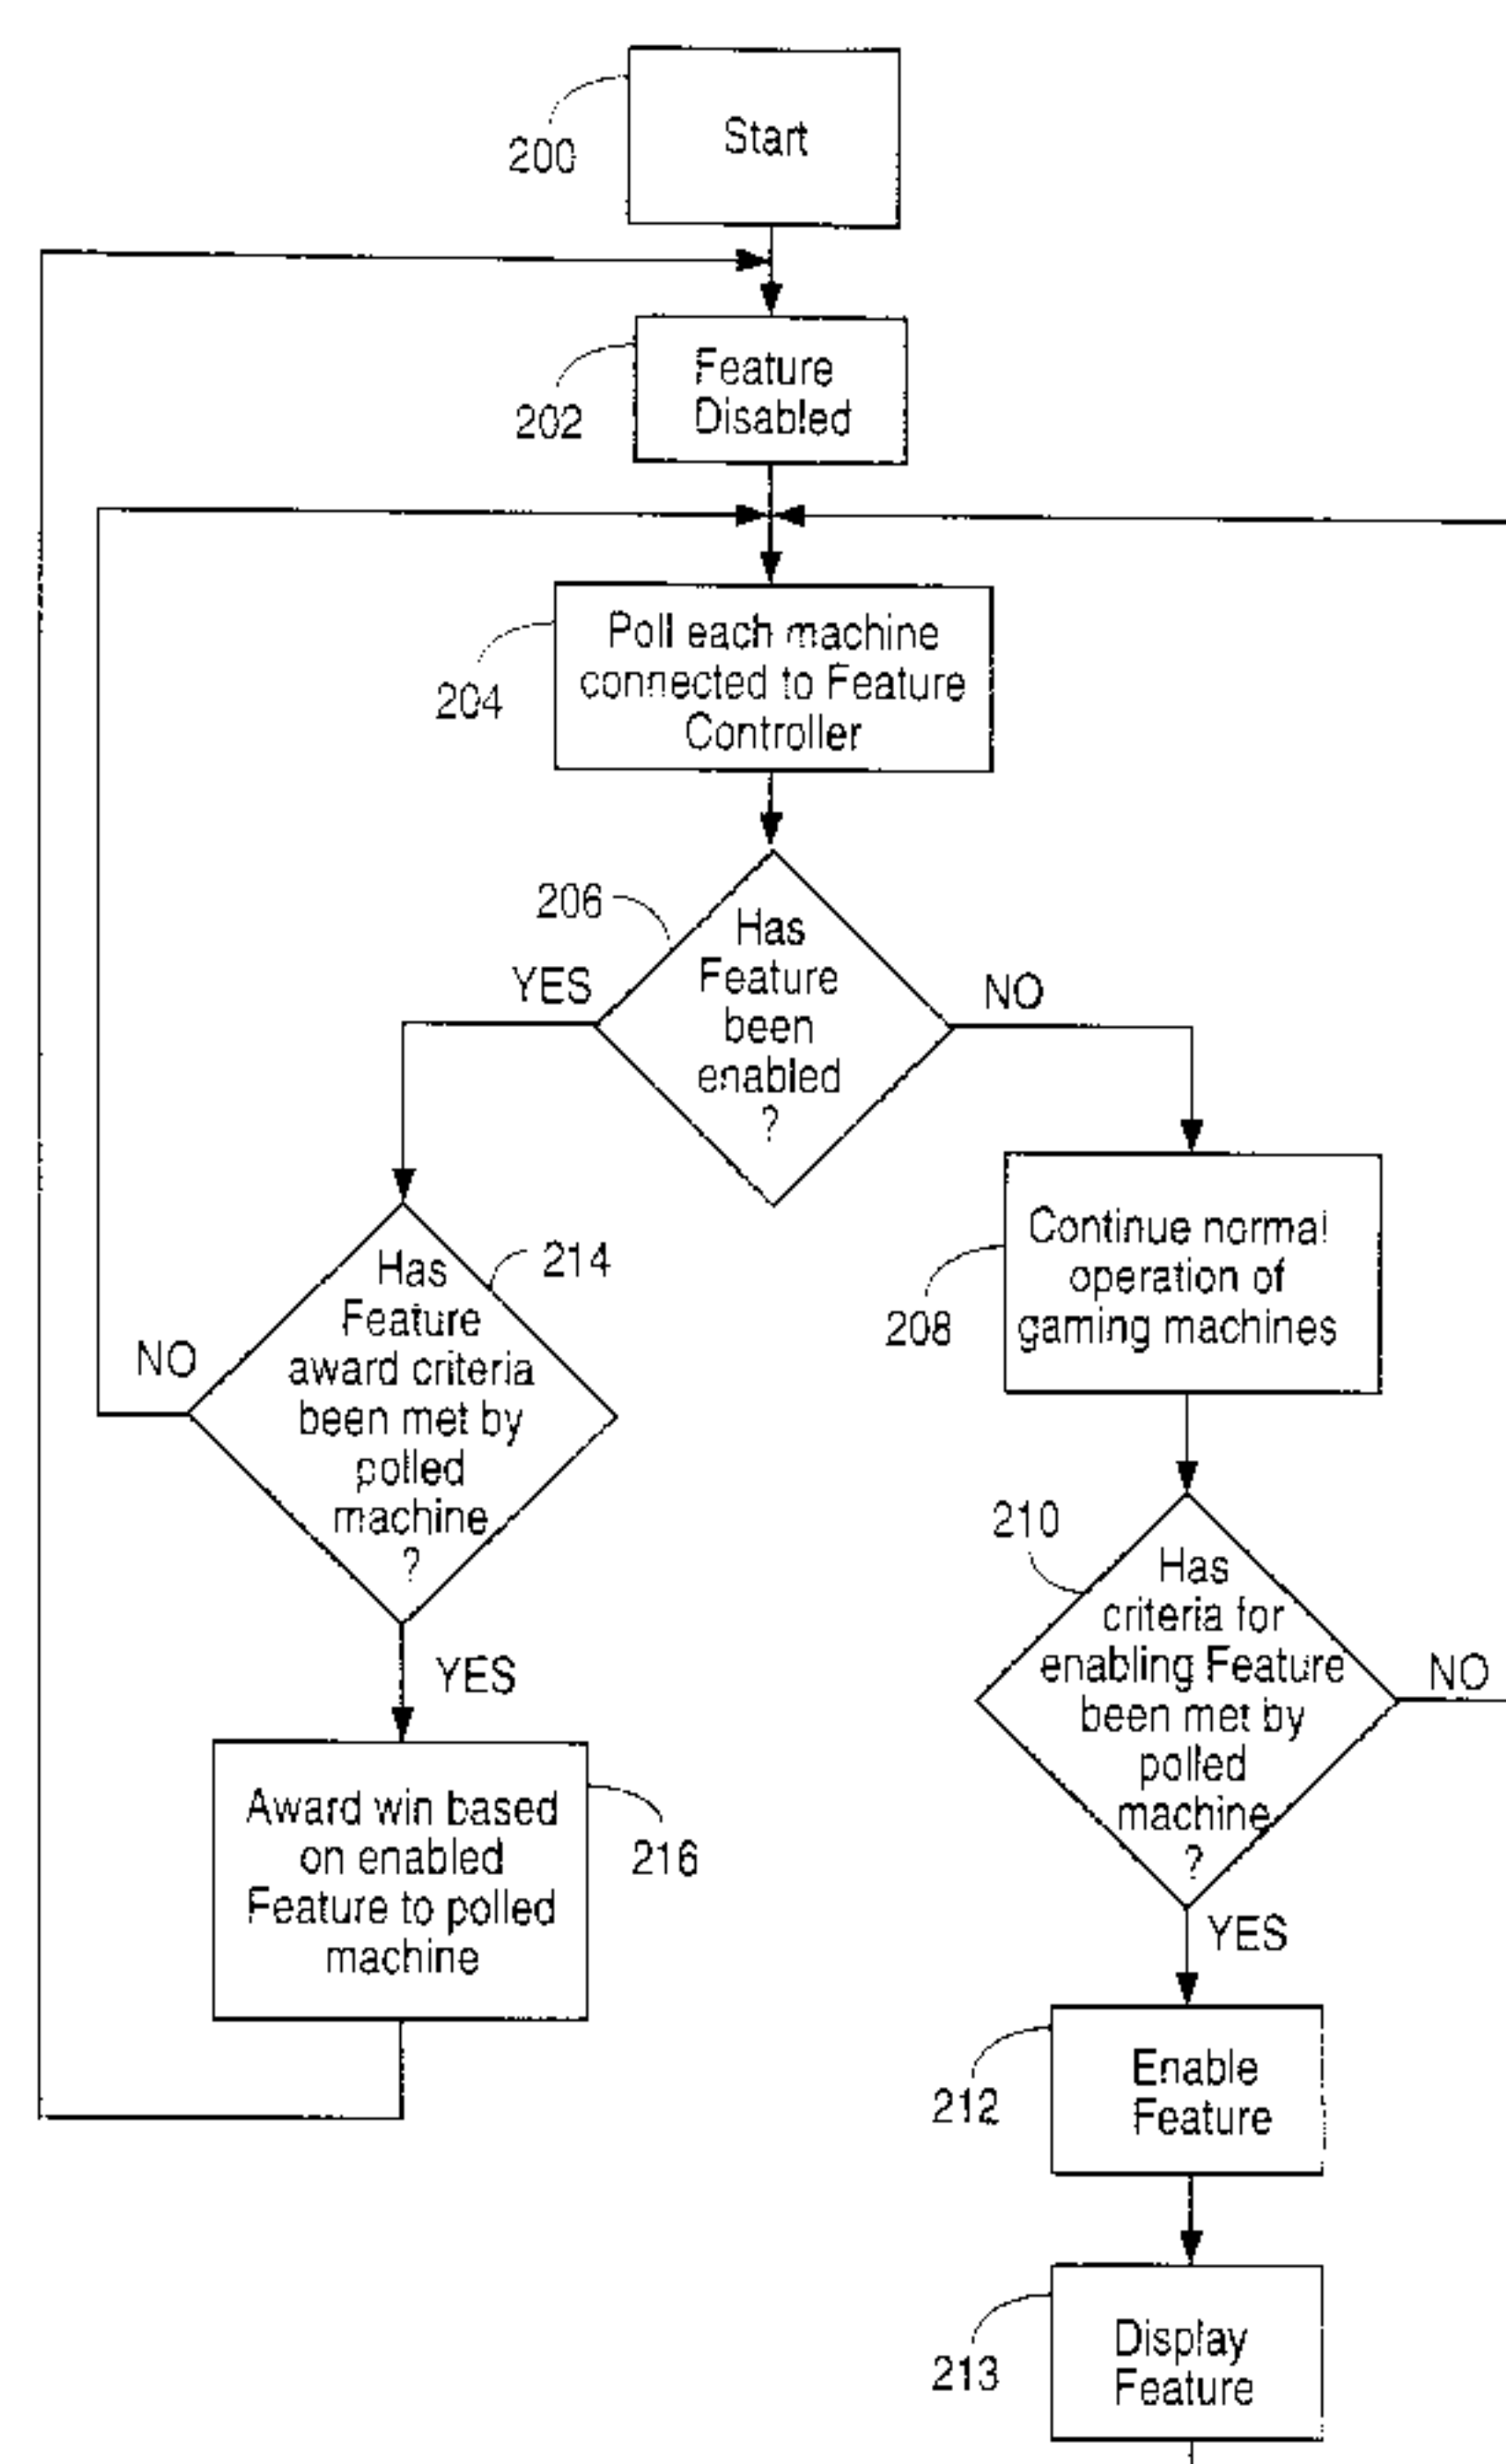 Start
200
Feature
Disabled
202
Poll each machine
connected to Feature
Controller
204
206
Has
Feature
been
enabled
?
YES
NO
Continue normal
operation of
gaming machines
208
Has
Feature
award criteria
been met by
polled
machine
?
214
NO
YES
210
Has
criteria for
enabling Feature
been met by
polled
machine
?
NO
YES
Award win based
on enabled
Feature to polled
machine
216
Enable
Feature
212
Display
Feature
213